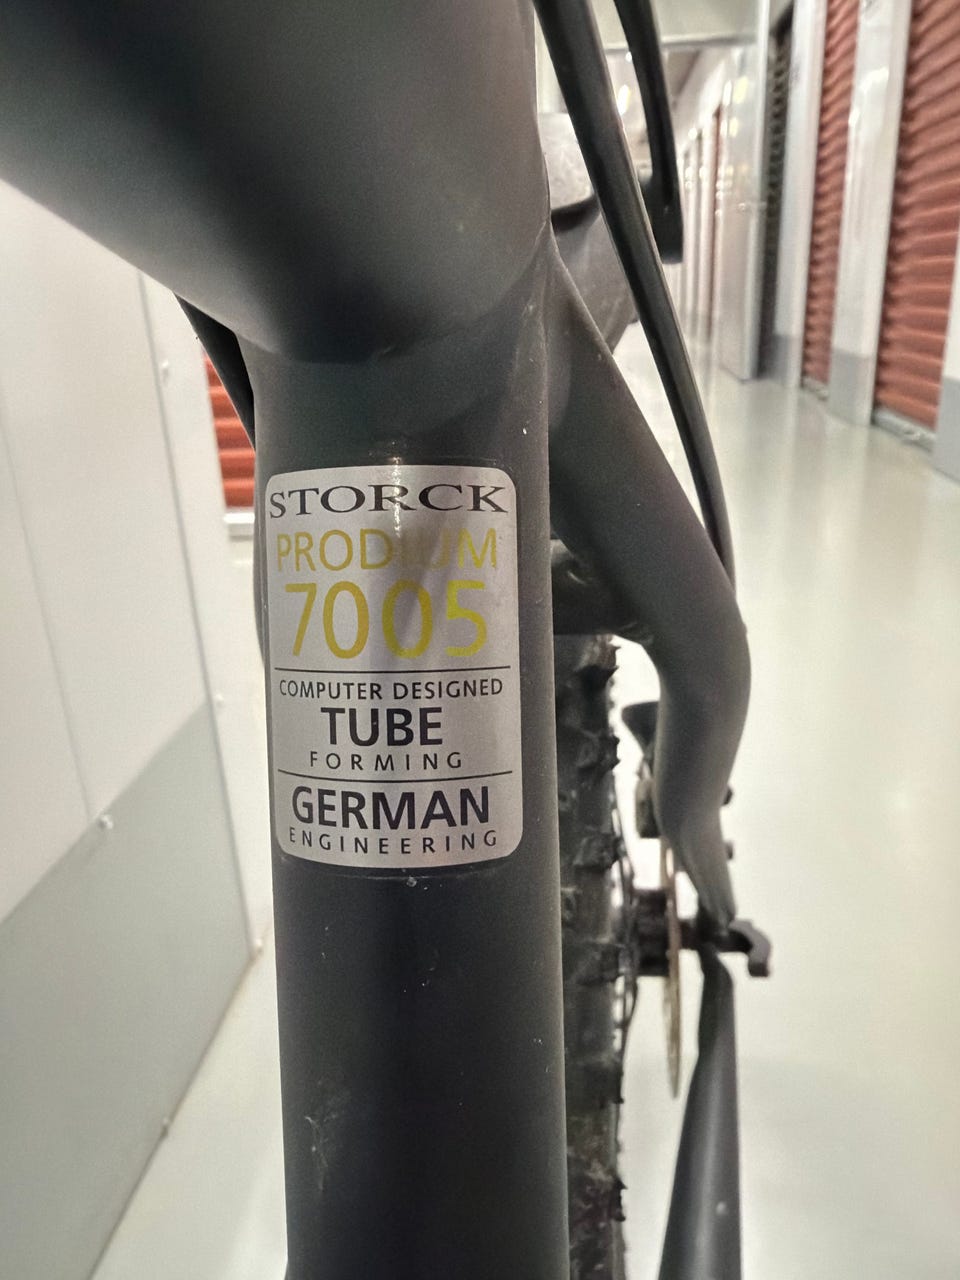 STORCK
PRODIUM
7005
COMPUTER DESIGNED
TUBE
FORMING
GERMAN
ENGINEERING